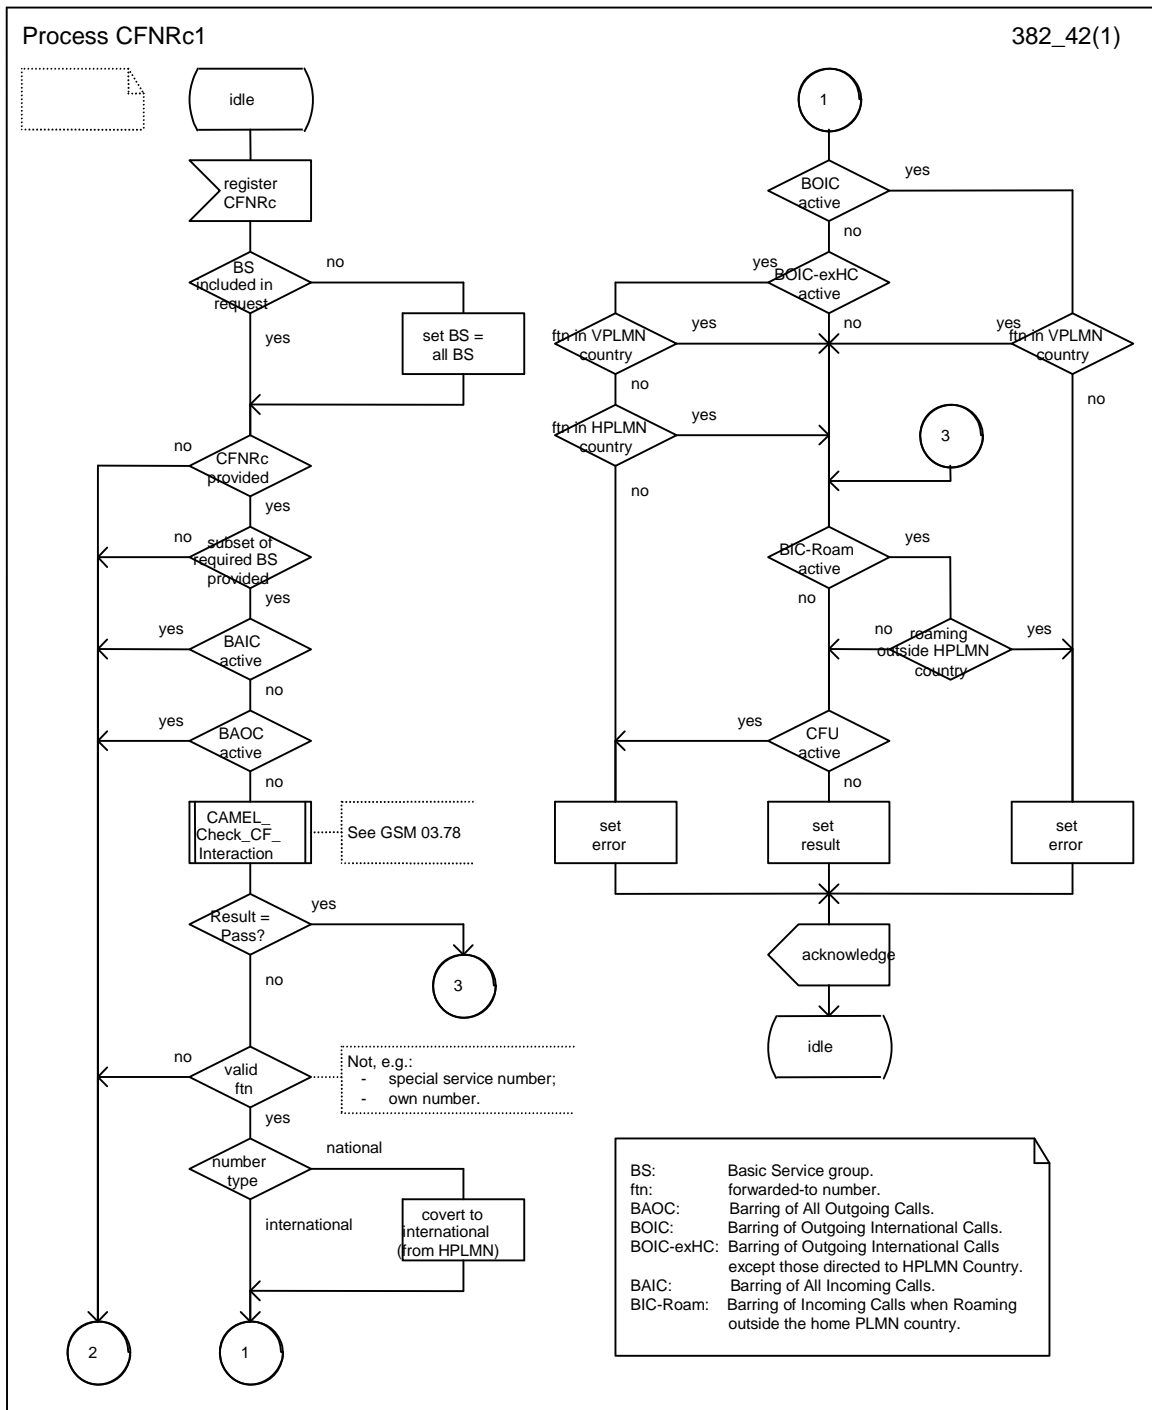 Process CFNRc1
382_42(1)
idle
register
CFNRc
BS
included in
request
no
yes
set BS =
all BS
no
CFNRc
provided
yes
no
subset of
required BS
provided
yes
yes
BAIC
active
no
yes
BAOC
active
no
CAMEL_
Check_CF_
Interaction
See GSM 03.78
Result =
Pass?
yes
no
3
no
valid
ftn
Not, e.g.:
- special service number;
- own number.
yes
number
type
national
international
covert to
international
(from HPLMN)
2
1
1
BOIC
active
yes
no
yes
BOIC-exHC
active
no
ftn in VPLMN
country
yes
no
yes
ftn in VPLMN
country
no
ftn in HPLMN
country
yes
no
3
BIC-Roam
active
yes
no
no
roaming
outside HPLMN
country
yes
yes
CFU
active
no
set
error
set
result
set
error
acknowledge
idle
BS: Basic Service group.
ftn: forwarded-to number.
BAOC: Barring of All Outgoing Calls.
BOIC: Barring of Outgoing International Calls.
BOIC-exHC: Barring of Outgoing International Calls
except those directed to HPLMN Country.
BAIC: Barring of All Incoming Calls.
BIC-Roam: Barring of Incoming Calls when Roaming
outside the home PLMN country.